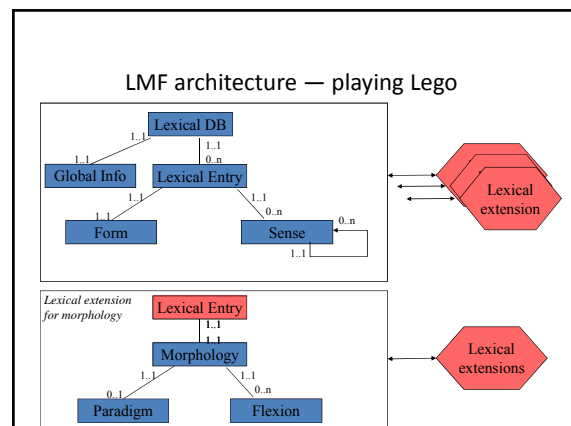 LMF architecture — playing Lego
Lexical DB
1..1
1..1
1..1
0..n
Global Info
Lexical Entry
1..1
1..1
1..1
0..n
Form
Sense
0..n
1..1
Lexical
extension
Lexical extension
for morphology
Lexical Entry
1..1
1..1
Morphology
1..1
1..1
0..1
0..n
Paradigm
Flexion
Lexical
extensions